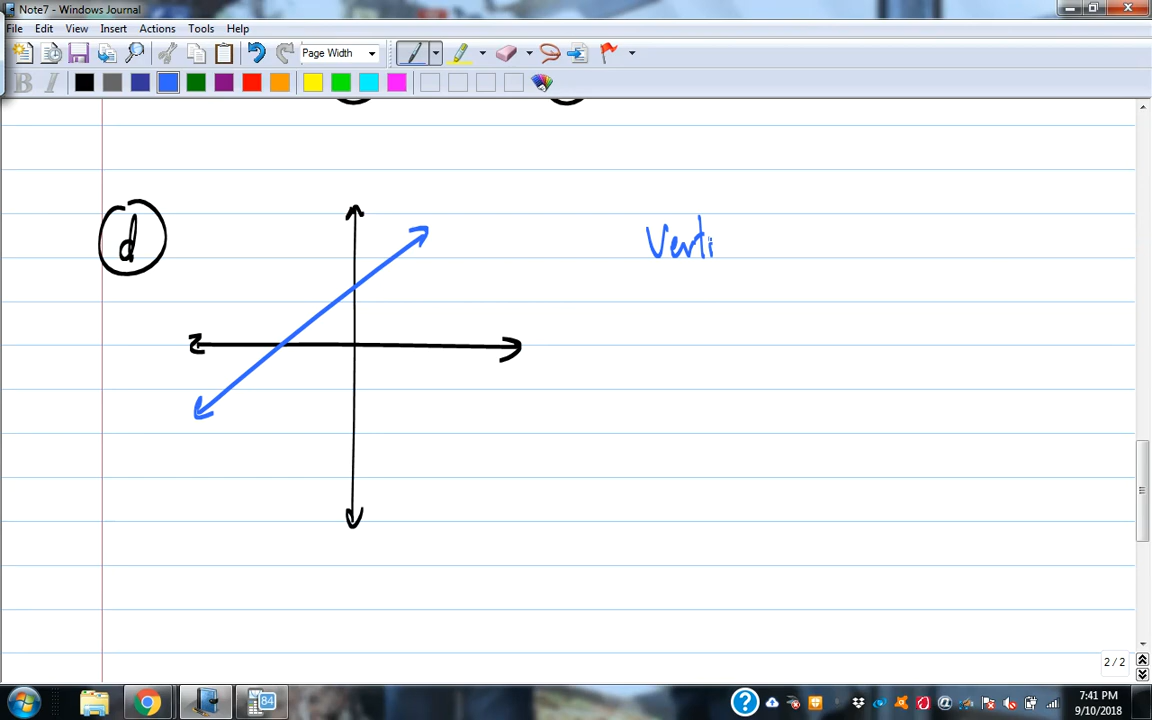 Note7 - Windows Journal
File Edit View Insert Actions Tools Help
Page Width
B I
d
Verti
2 / 2
84
7:41 PM
9/10/2018